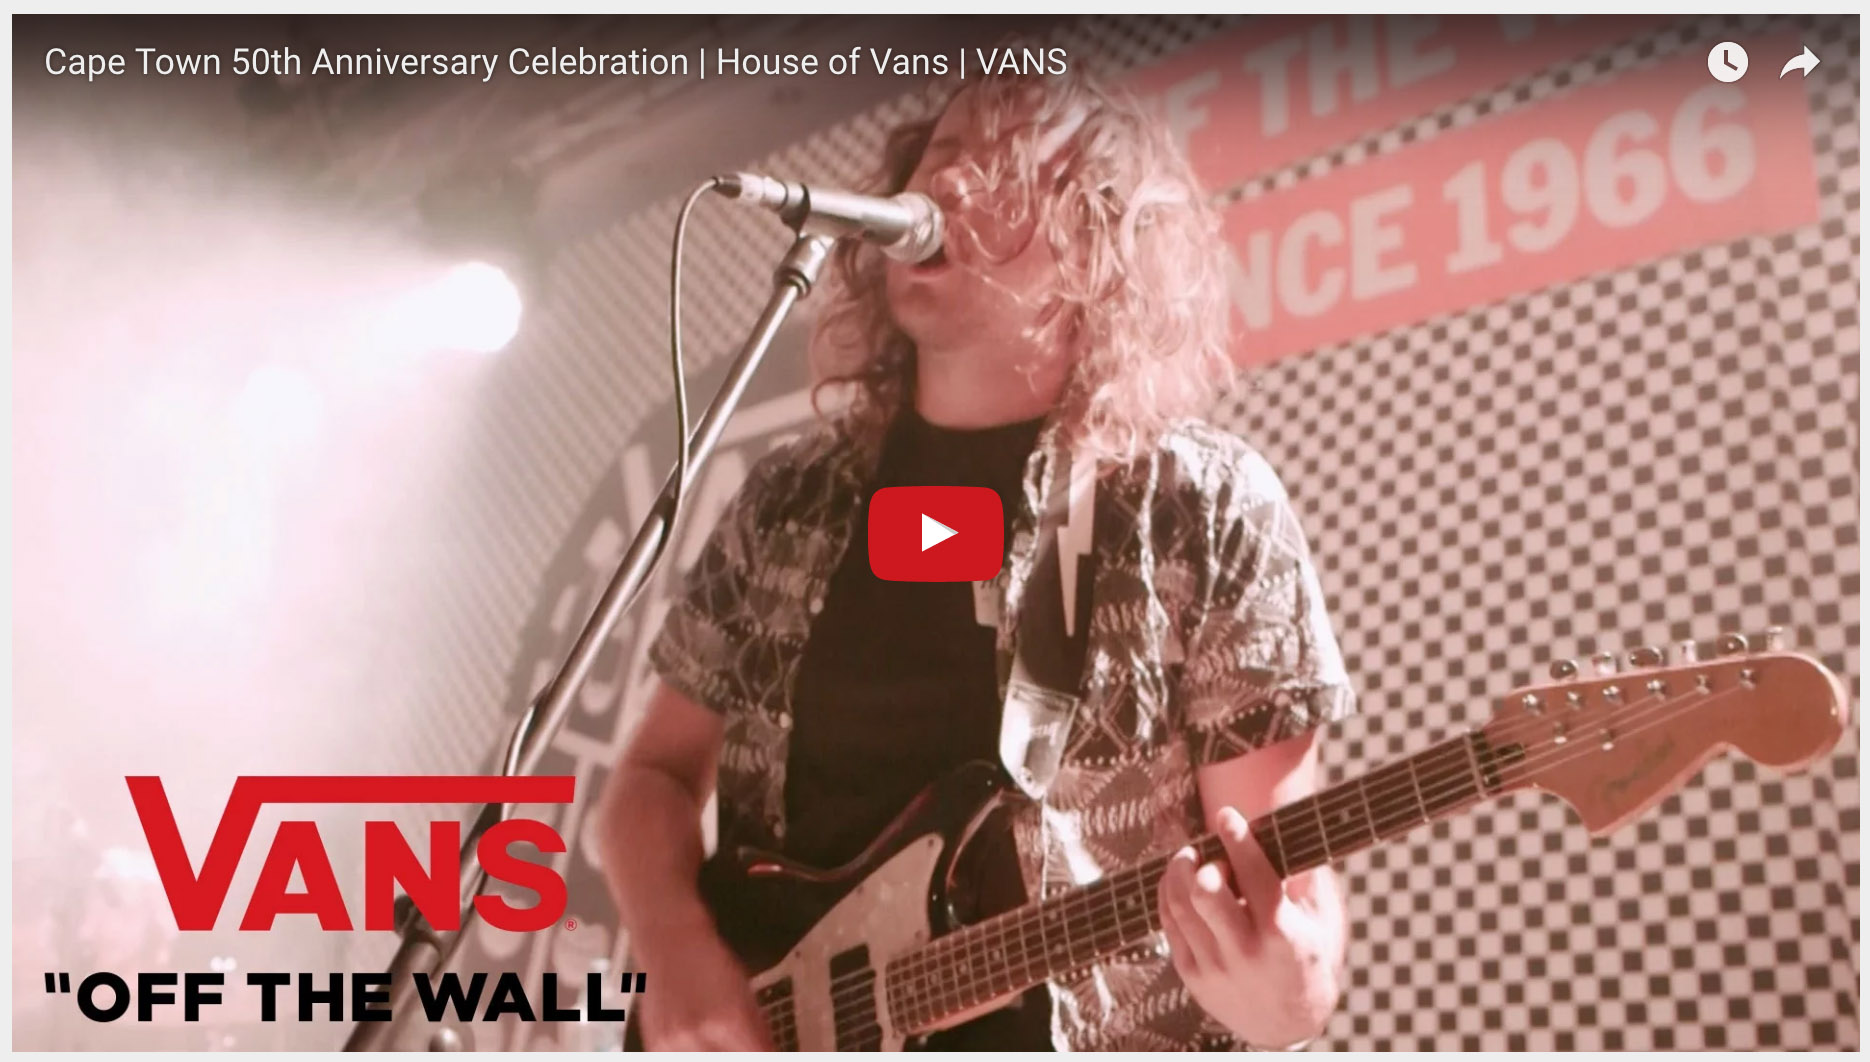 Cape Town 50th Anniversary Celebration | House of Vans | VANS
F THE
NCE 1966
VANS®
"OFF THE WALL"